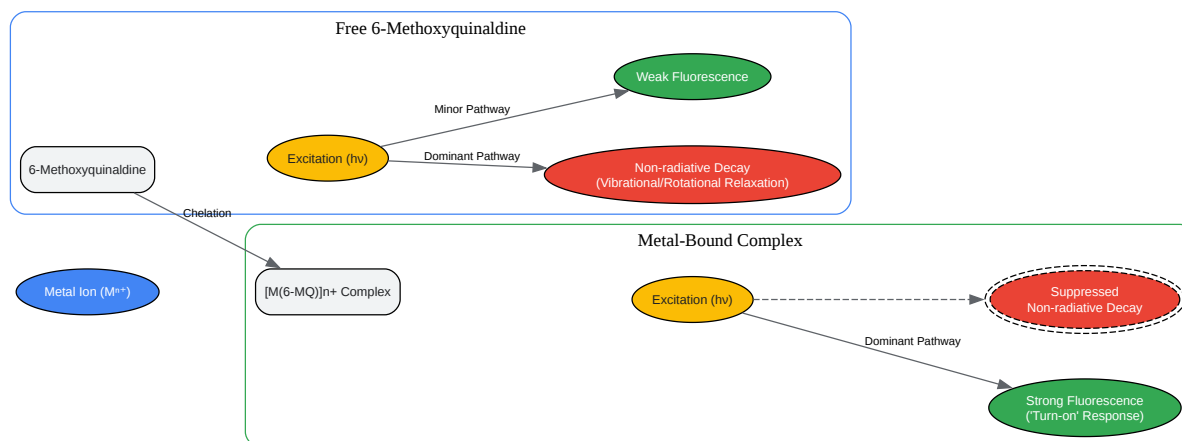 Free 6-Methoxyquinaldine
Weak Fluorescence
Minor Pathway
Excitation (hν)
Dominant Pathway
Non-radiative Decay
(Vibrational/Rotational Relaxation)
6-Methoxyquinaldine
Chelation
Metal-Bound Complex
Metal Ion (Mⁿ⁺)
[M(6-MQ)]n+ Complex
Excitation (hν)
Suppressed
Non-radiative Decay
Dominant Pathway
Strong Fluorescence
('Turn-on' Response)